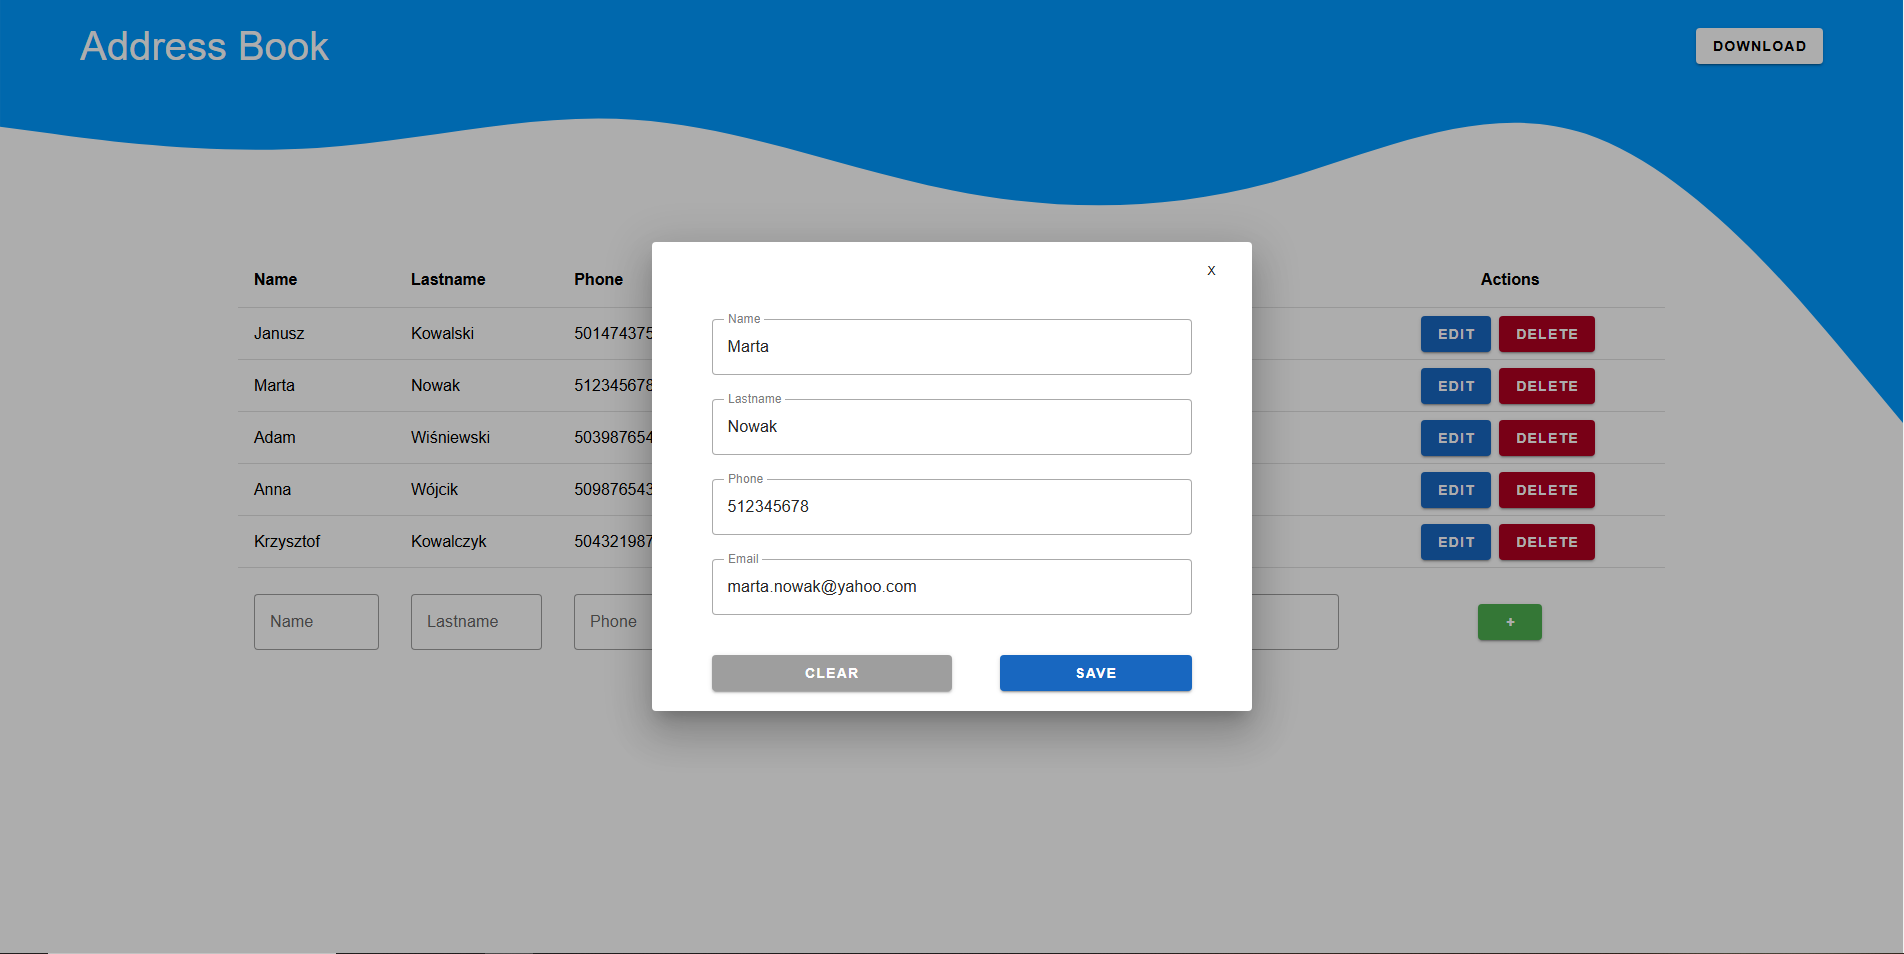 Address Book
DOWNLOAD
Name Lastname Phone Actions
Janusz Kowalski 501474375 EDIT DELETE
Marta Nowak 512345678 EDIT DELETE
Adam Wiśniewski 503987654 EDIT DELETE
Anna Wójcik 509876543 EDIT DELETE
Krzysztof Kowalczyk 504321987 EDIT DELETE
Name Lastname Phone +
X
Name
Marta
Lastname
Nowak
Phone
512345678
Email
marta.nowak@yahoo.com
CLEAR SAVE